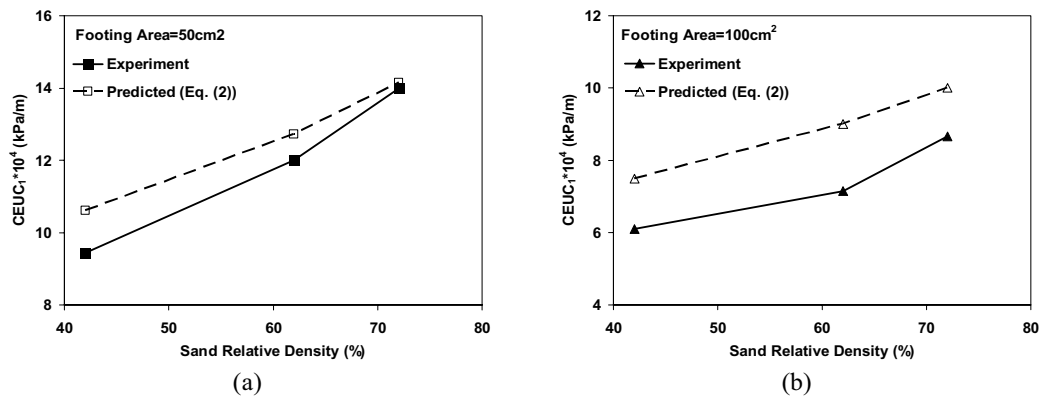 16
14
12
10
8
40 50 60 70 80
CEUC₁*10⁴ (kPa/m)
Sand Relative Density (%)
Footing Area=50cm2
Experiment
Predicted (Eq. (2))
(a)
12
10
8
6
4
40 50 60 70 80
CEUC₁*10⁴ (kPa/m)
Sand Relative Density (%)
Footing Area=100cm²
Experiment
Predicted (Eq. (2))
(b)